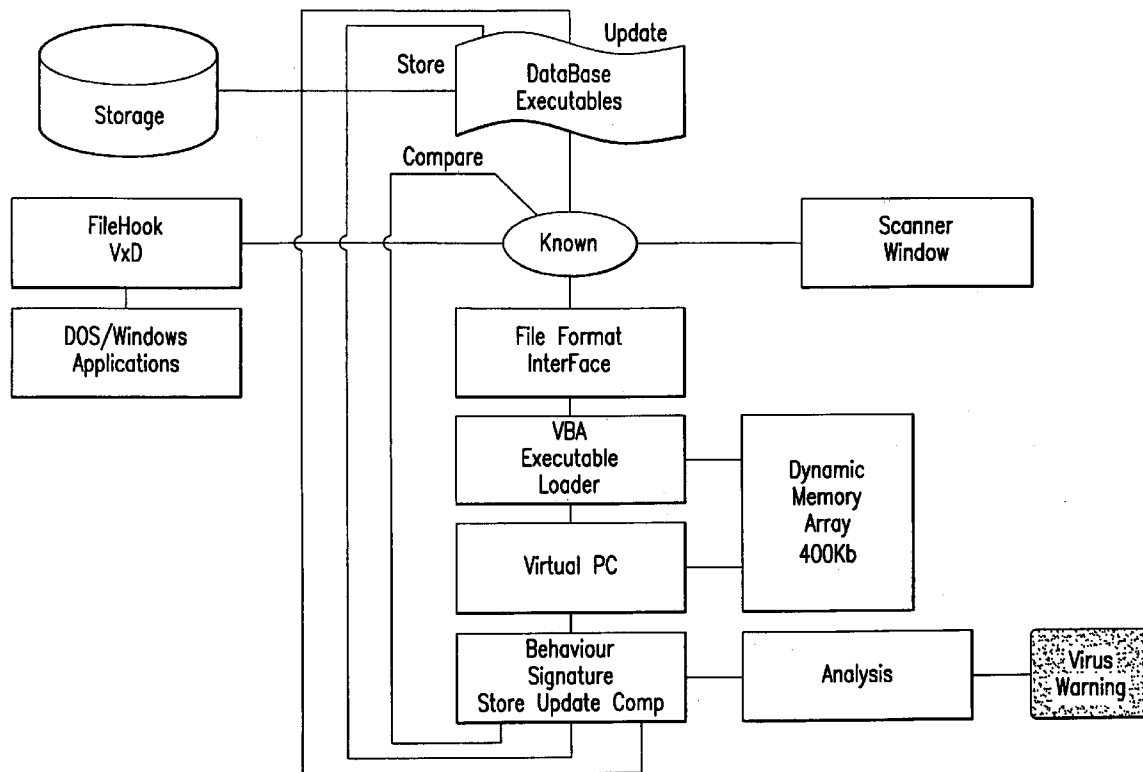 Update
Store
DataBase
Executables
Storage
Compare
FileHook
VxD
Known
Scanner
Window
DOS/Windows
Applications
File Format
InterFace
VBA
Executable
Loader
Dynamic
Memory
Array
400Kb
Virtual PC
Behaviour
Signature
Store Update Comp
Analysis
Virus
Warning